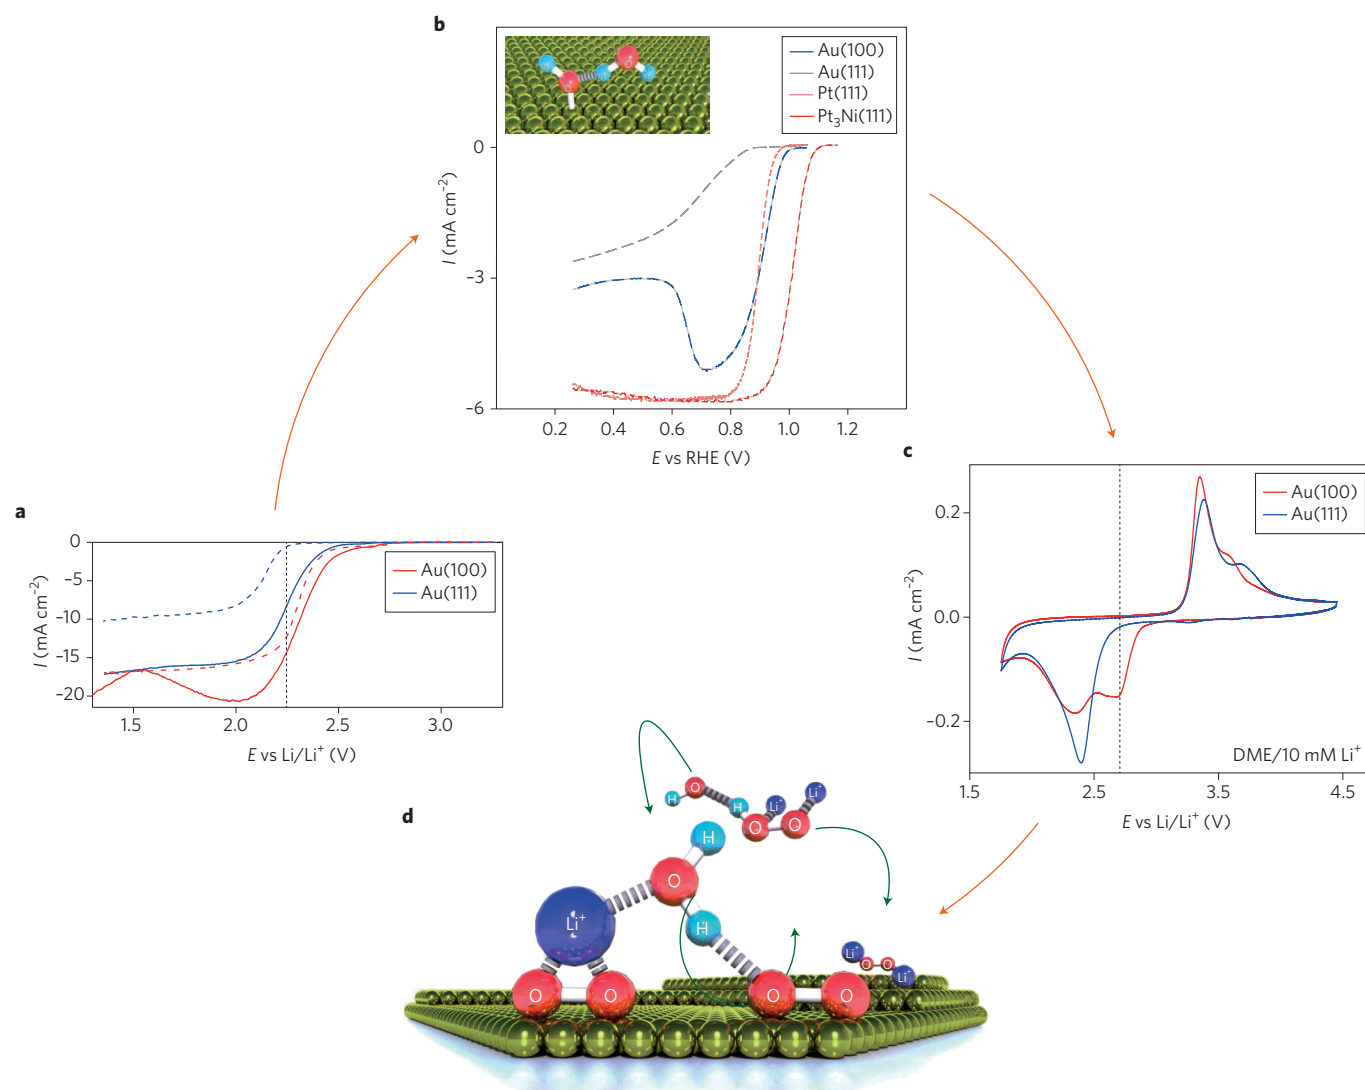 b
Au(100)
Au(111)
Pt(111)
Pt₃Ni(111)
O
O
0
−3
−6
I (mA cm⁻²)
0.2
0.4
0.6
0.8
1.0
1.2
E vs RHE (V)
a
Au(100)
Au(111)
0
−5
−10
−15
−20
I (mA cm⁻²)
1.5
2.0
2.5
3.0
E vs Li/Li⁺ (V)
c
Au(100)
Au(111)
0.2
0.0
−0.2
I (mA cm⁻²)
DME/10 mM Li⁺
1.5
2.5
3.5
4.5
E vs Li/Li⁺ (V)
d
H
O
H
Li⁺
Li⁺
O
O
H
O
H
Li⁺
O
O
O
O
Li⁺
O
O
Li⁺